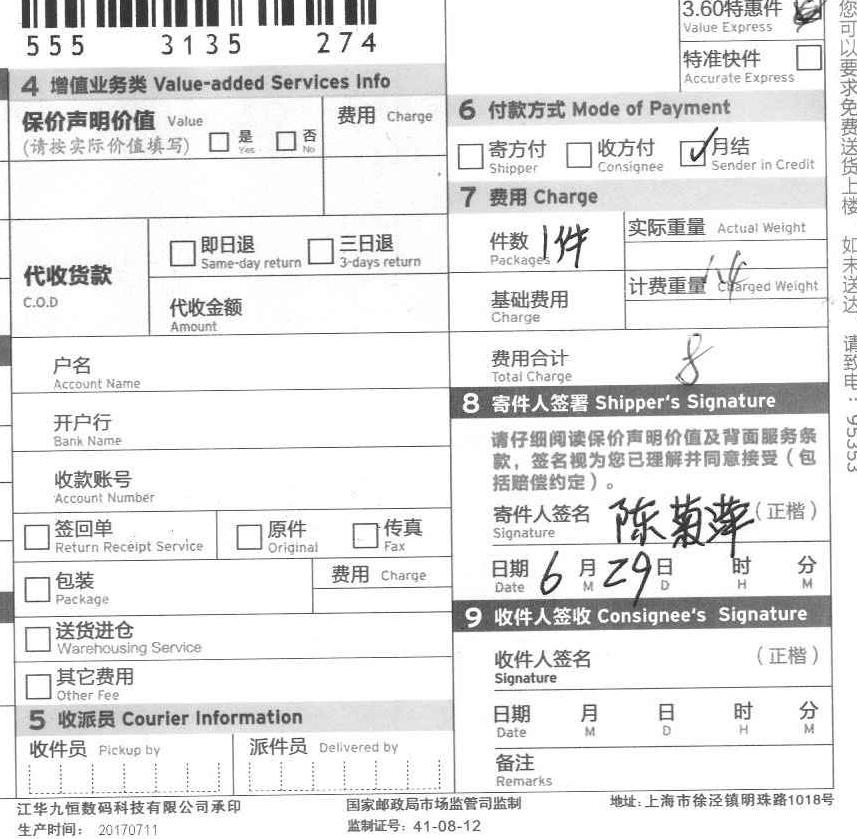 555 3135 274
3.60特惠件
Value Express
特准快件
Accurate Express
4 增值业务类 Value-added Services Info
保价声明价值 Value
(请按实际价值填写)
是 Yes 否 No
费用 Charge
代收货款
C.O.D
即日退
Same-day return
三日退
3-days return
代收金额
Amount
户名
Account Name
开户行
Bank Name
收款账号
Account Number
签回单
Return Receipt Service
原件
Original
传真
Fax
包装
Package
费用 Charge
送货进仓
Warehousing Service
其它费用
Other Fee
5 收派员 Courier Information
收件员 Pickup by
派件员 Delivered by
6 付款方式 Mode of Payment
寄方付
Shipper
收方付
Consignee
月结
Sender in Credit
7 费用 Charge
件数 1件
Packages
实际重量 Actual Weight
计费重量 Charged Weight
基础费用
Charge
费用合计 8
Total Charge
8 寄件人签署 Shipper's Signature
请仔细阅读保价声明价值及背面服务条
款，签名视为您已理解并同意接受（包
括赔偿约定）。
寄件人签名 陈菊萍 （正楷）
Signature
日期 6 月 29 日 时 分
Date M D H M
9 收件人签收 Consignee's Signature
收件人签名 （正楷）
Signature
日期 月 日 时 分
Date M D H M
备注
Remarks
您可以要求免费送货上楼 如未送达 请致电：95353
江华九恒数码科技有限公司承印
生产时间： 20170711
国家邮政局市场监管司监制
监制证号：41-08-12
地址：上海市徐泾镇明珠路1018号